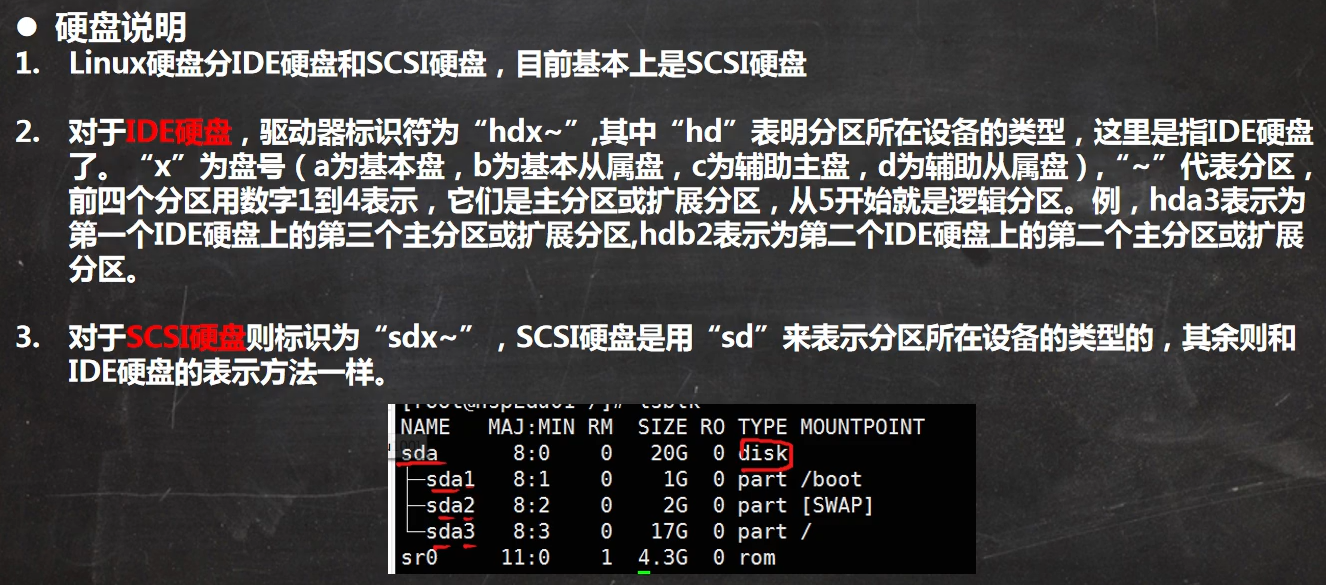 ● 硬盘说明
1. Linux硬盘分IDE硬盘和SCSI硬盘，目前基本上是SCSI硬盘
2. 对于IDE硬盘，驱动器标识符为“hdx~”,其中“hd”表明分区所在设备的类型，这里是指IDE硬盘
了。“x”为盘号（a为基本盘，b为基本从属盘，c为辅助主盘，d为辅助从属盘）,“~”代表分区，
前四个分区用数字1到4表示，它们是主分区或扩展分区，从5开始就是逻辑分区。例，hda3表示为
第一个IDE硬盘上的第三个主分区或扩展分区,hdb2表示为第二个IDE硬盘上的第二个主分区或扩展
分区。
3. 对于SCSI硬盘则标识为“sdx~”，SCSI硬盘是用“sd”来表示分区所在设备的类型的，其余则和
IDE硬盘的表示方法一样。
NAME MAJ:MIN RM SIZE RO TYPE MOUNTPOINT
sda 8:0 0 20G 0 disk
├─sda1 8:1 0 1G 0 part /boot
├─sda2 8:2 0 2G 0 part [SWAP]
└─sda3 8:3 0 17G 0 part /
sr0 11:0 1 4.3G 0 rom